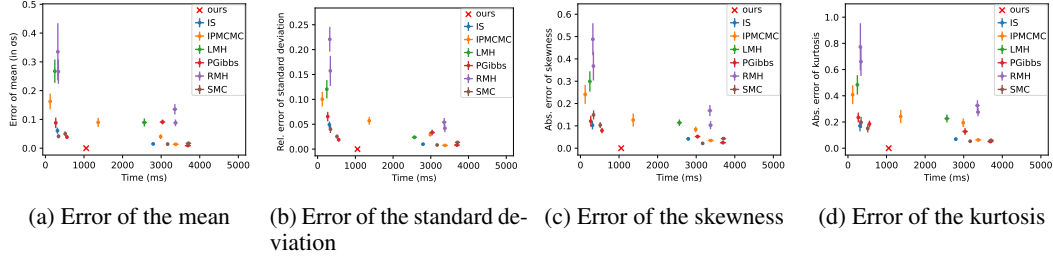 0.5
0.4
0.3
0.2
0.1
0.0
Error of mean (in σs)
0 1000 2000 3000 4000 5000
Time (ms)
ours
IS
IPMCMC
LMH
PGibbs
RMH
SMC
(a) Error of the mean
0.25
0.20
0.15
0.10
0.05
0.00
Rel. error of standard deviation
0 1000 2000 3000 4000 5000
Time (ms)
ours
IS
IPMCMC
LMH
PGibbs
RMH
SMC
(b) Error of the standard de-
viation
0.6
0.5
0.4
0.3
0.2
0.1
0.0
Abs. error of skewness
0 1000 2000 3000 4000 5000
Time (ms)
ours
IS
IPMCMC
LMH
PGibbs
RMH
SMC
(c) Error of the skewness
1.0
0.8
0.6
0.4
0.2
0.0
Abs. error of kurtosis
0 1000 2000 3000 4000 5000
Time (ms)
ours
IS
IPMCMC
LMH
PGibbs
RMH
SMC
(d) Error of the kurtosis